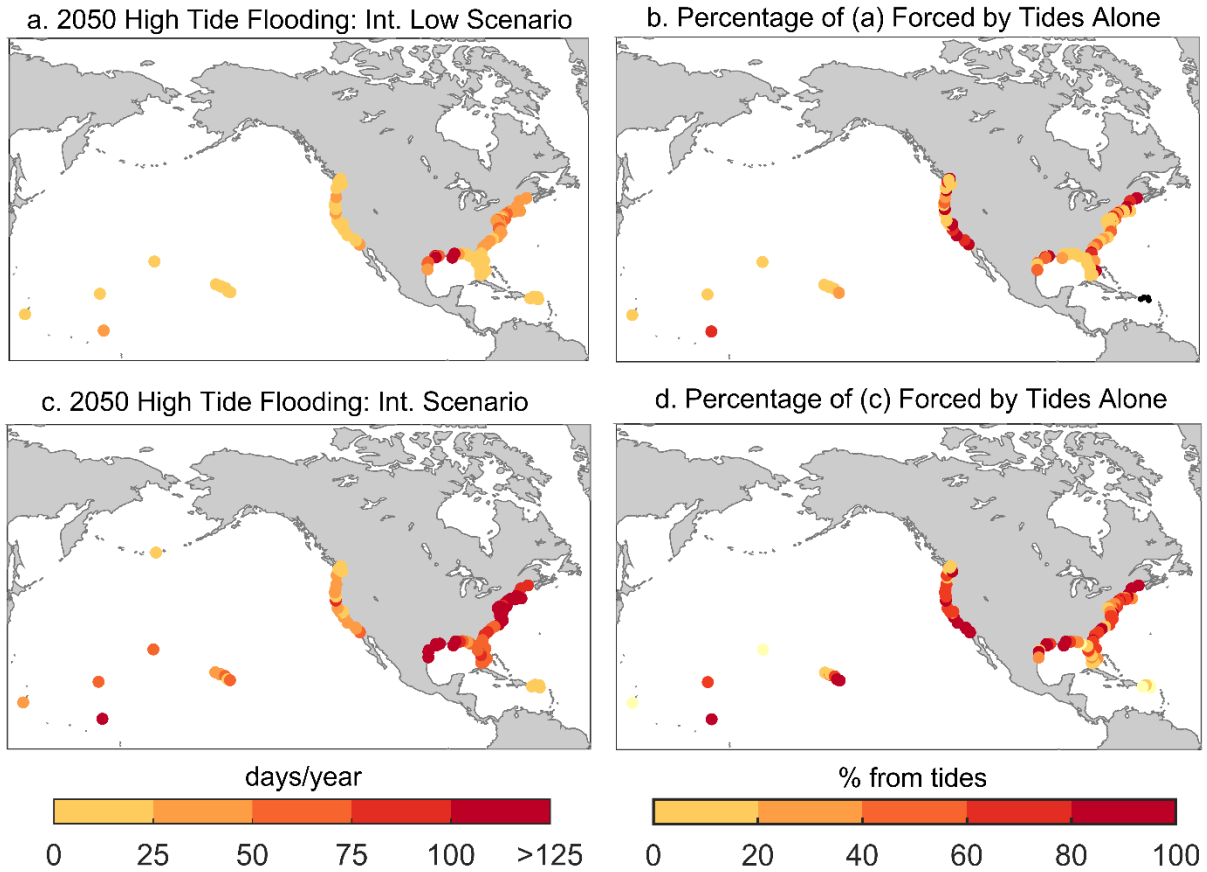 a. 2050 High Tide Flooding: Int. Low Scenario
b. Percentage of (a) Forced by Tides Alone
c. 2050 High Tide Flooding: Int. Scenario
d. Percentage of (c) Forced by Tides Alone
days/year
0 25 50 75 100 >125
% from tides
0 20 40 60 80 100